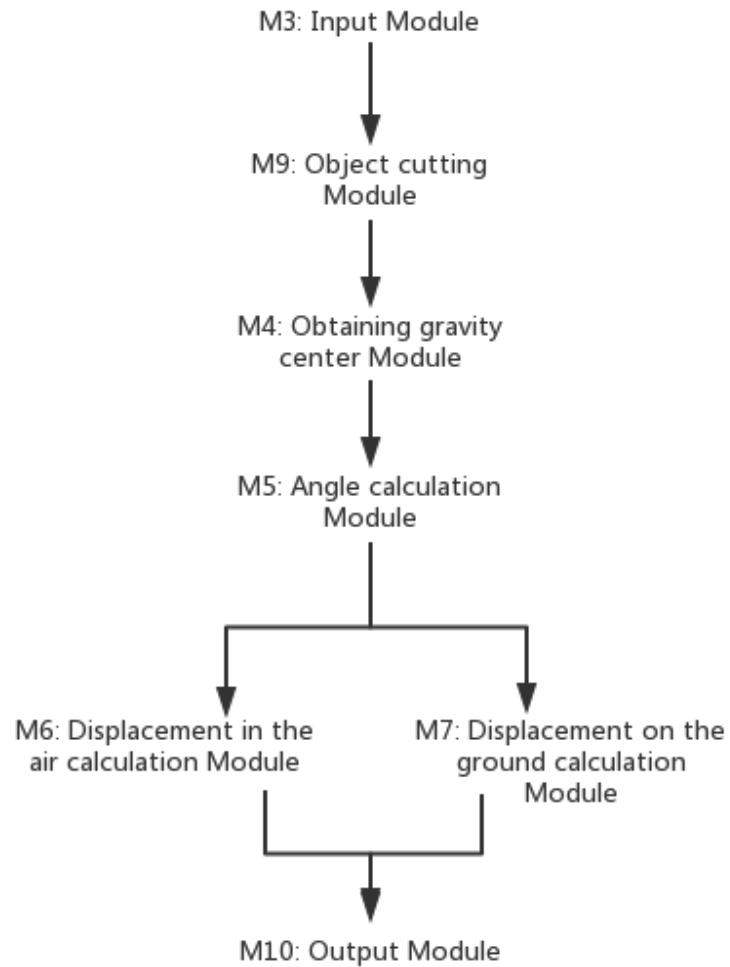 M3: Input Module
M9: Object cutting
Module
M4: Obtaining gravity
center Module
M5: Angle calculation
Module
M6: Displacement in the
air calculation Module
M7: Displacement on the
ground calculation
Module
M10: Output Module